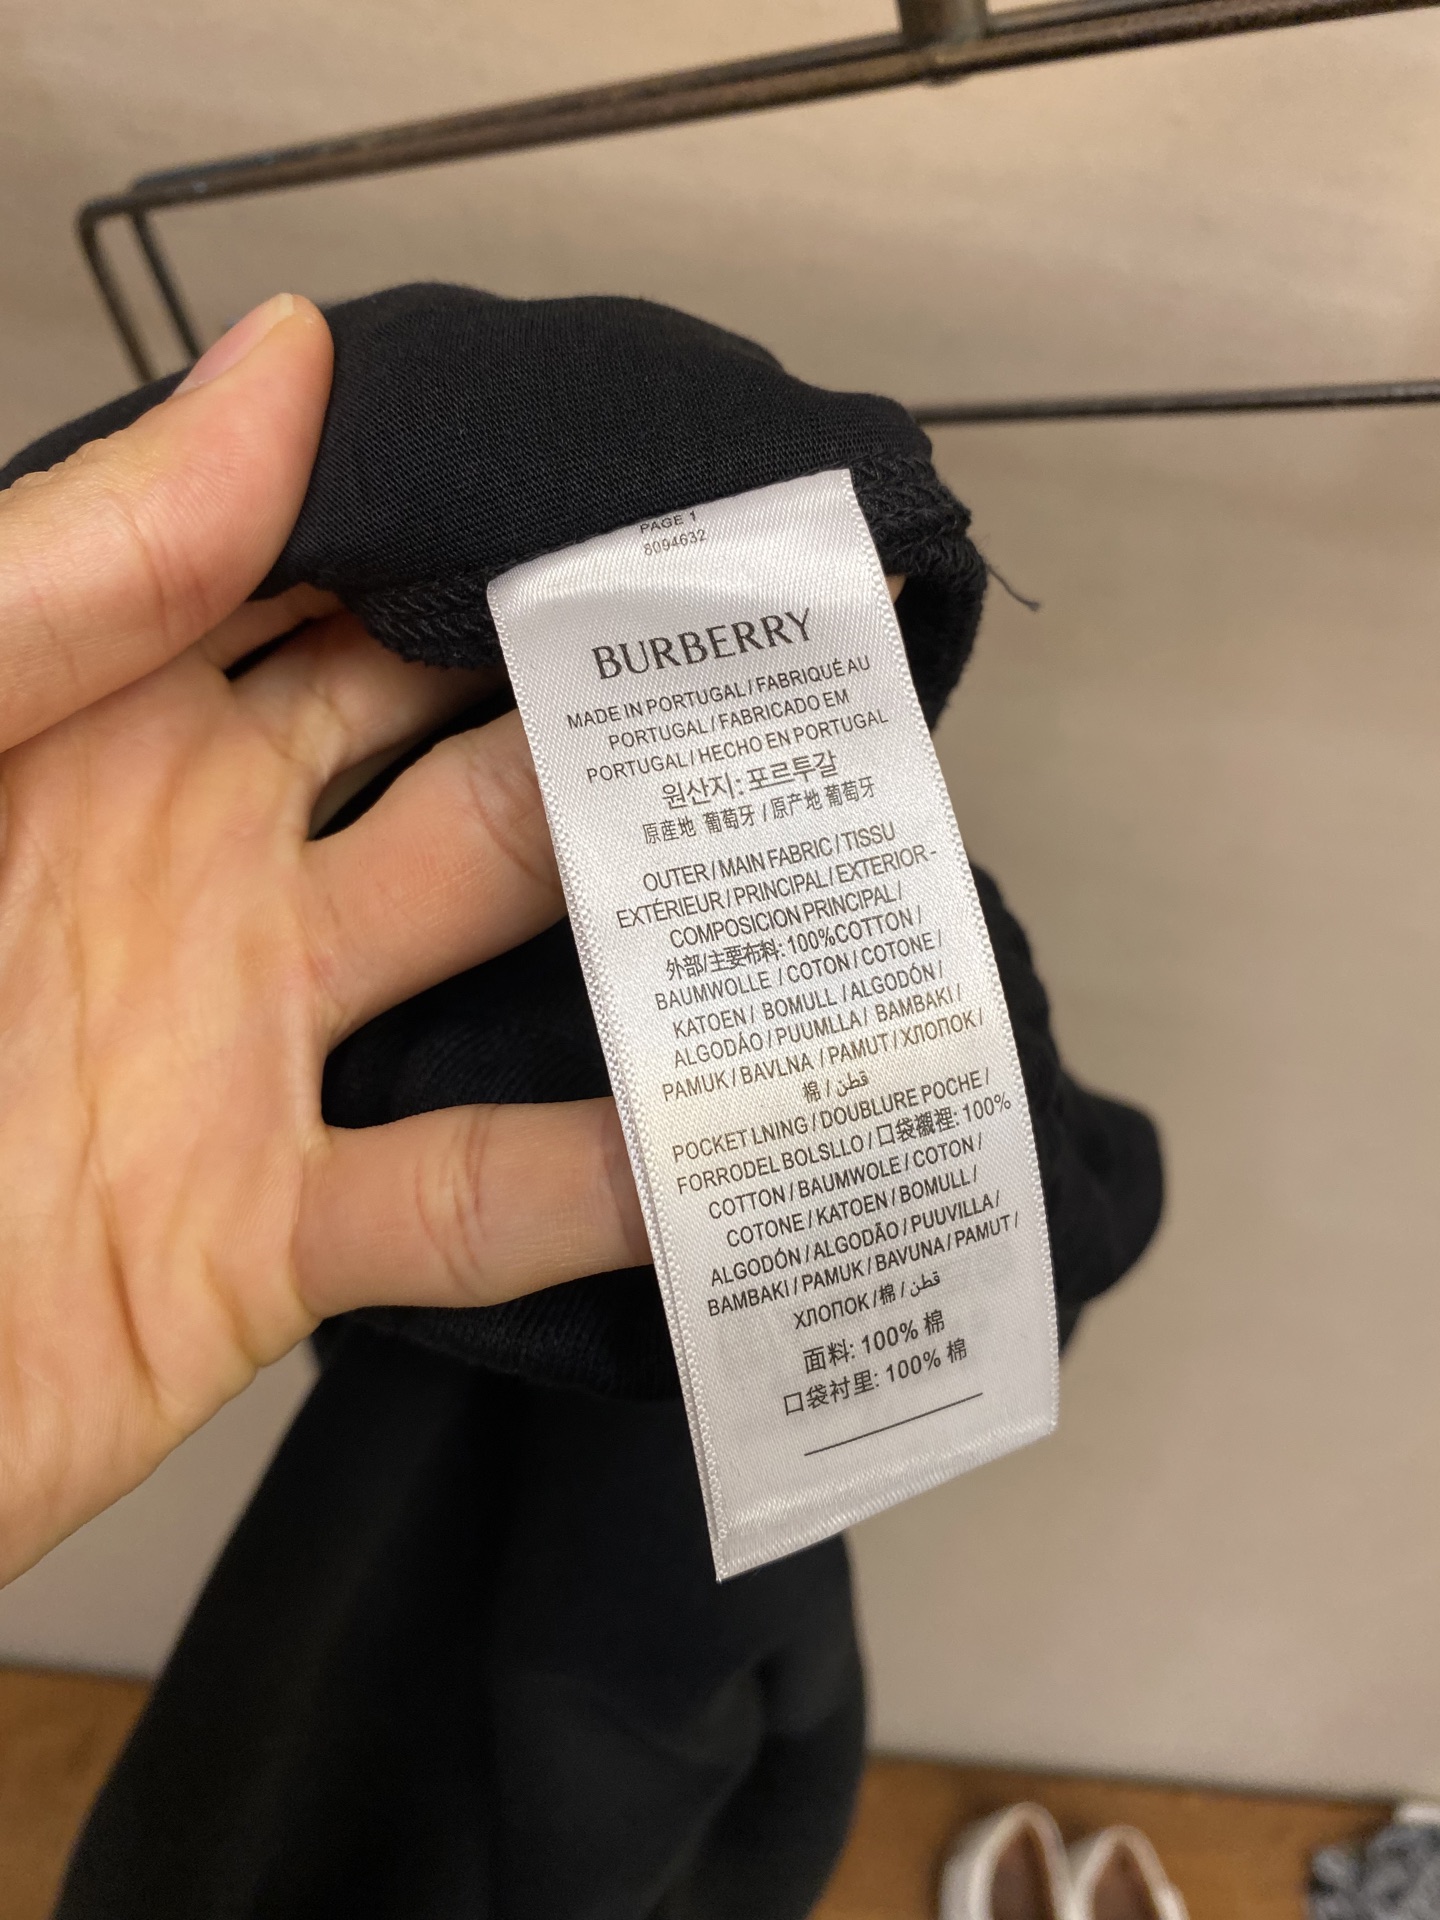 PAGE 1
8094632
BURBERRY
MADE IN PORTUGAL / FABRIQUÉ AU
PORTUGAL / FABRICADO EM
PORTUGAL / HECHO EN PORTUGAL
원산지: 포르투갈
原産地 葡萄牙 / 原产地 葡萄牙
OUTER / MAIN FABRIC / TISSU
EXTÉRIEUR / PRINCIPAL / EXTERIOR-
COMPOSICION PRINCIPAL /
外部/主要布料: 100%COTTON /
BAUMWOLLE / COTON / COTONE /
KATOEN / BOMULL / ALGODÓN /
ALGODÃO / PUUMLLA / BAMBAKI /
PAMUK / BAVLNA / PAMUT / ХЛОПОК /
棉 / قطن /
POCKET LNING / DOUBLURE POCHE /
FORRODEL BOLSLLO / 口袋襯裡: 100%
COTTON / BAUMWOLE / COTON /
COTONE / KATOEN / BOMULL /
ALGODÓN / ALGODÃO / PUUVILLA /
BAMBAKI / PAMUK / BAVUNA / PAMUT /
ХЛОПОК / 棉 / قطن /
面料: 100% 棉
口袋衬里: 100% 棉